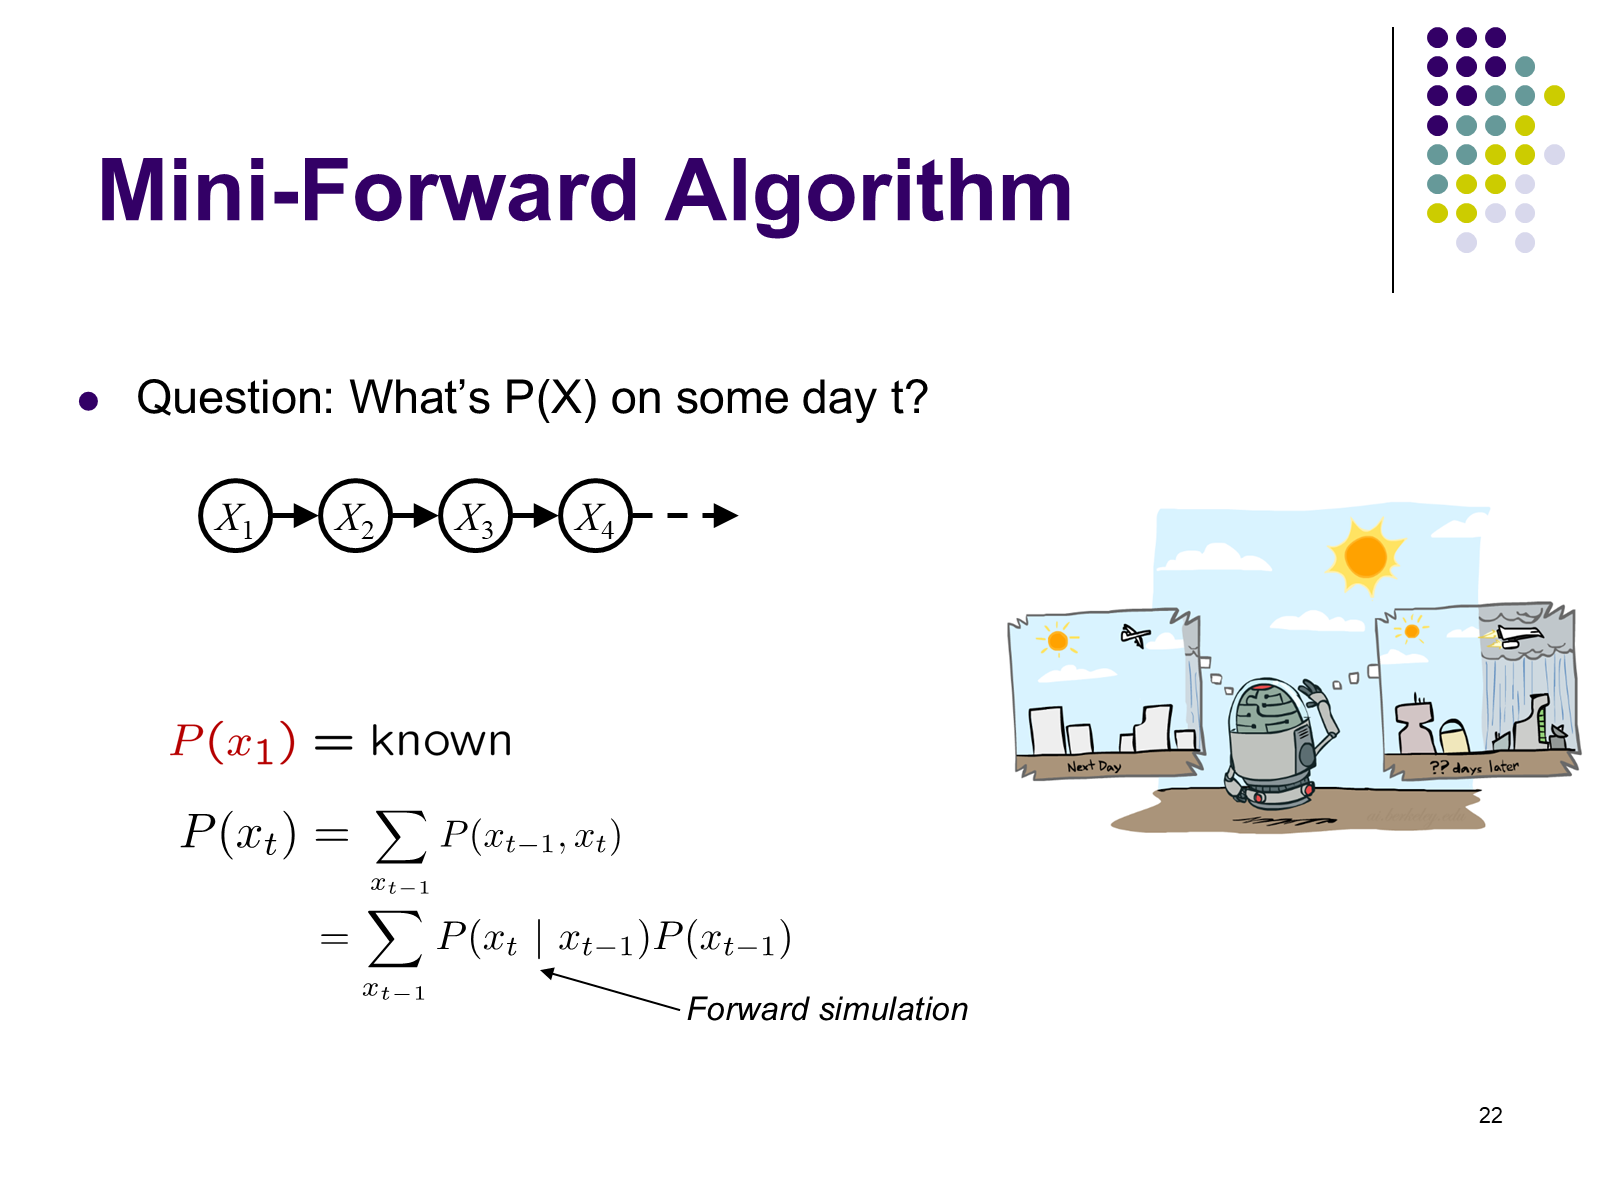 Mini-Forward Algorithm
Question: What’s P(X) on some day t?
X₁ X₂ X₃ X₄
Next Day
?? days later
P(x₁) = known
P(xₜ) = ∑_{xₜ₋₁} P(xₜ₋₁, xₜ)
= ∑_{xₜ₋₁} P(xₜ | xₜ₋₁)P(xₜ₋₁)
Forward simulation
22